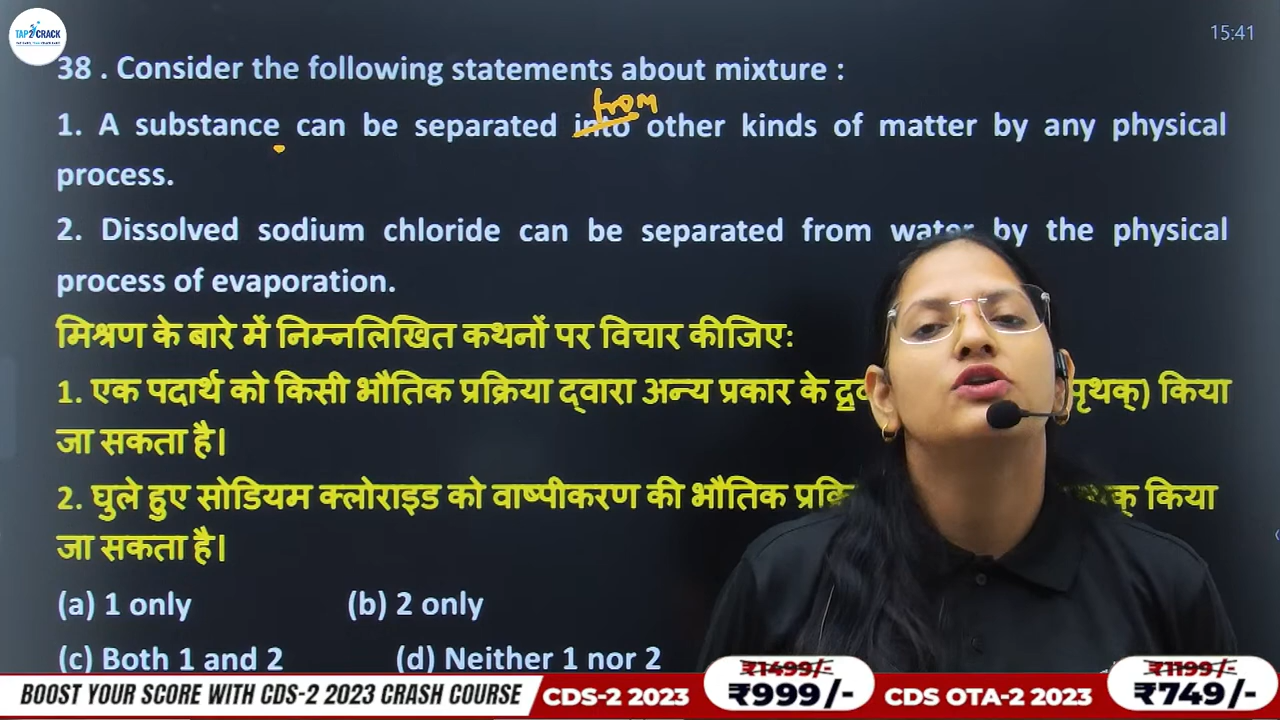 TAP2CRACK
15:41
38 . Consider the following statements about mixture :
from
1. A substance can be separated into other kinds of matter by any physical
process.
2. Dissolved sodium chloride can be separated from water by the physical
process of evaporation.
मिश्रण के बारे में निम्नलिखित कथनों पर विचार कीजिए:
1. एक पदार्थ को किसी भौतिक प्रक्रिया द्वारा अन्य प्रकार के पृथक्) किया
जा सकता है।
2. घुले हुए सोडियम क्लोराइड को वाष्पीकरण की भौतिक किया
जा सकता है।
(a) 1 only (b) 2 only
(c) Both 1 and 2 (d) Neither 1 nor 2
BOOST YOUR SCORE WITH CDS-2 2023 CRASH COURSE CDS-2 2023 ₹1499/- ₹999/- CDS OTA-2 2023 ₹1199/- ₹749/-